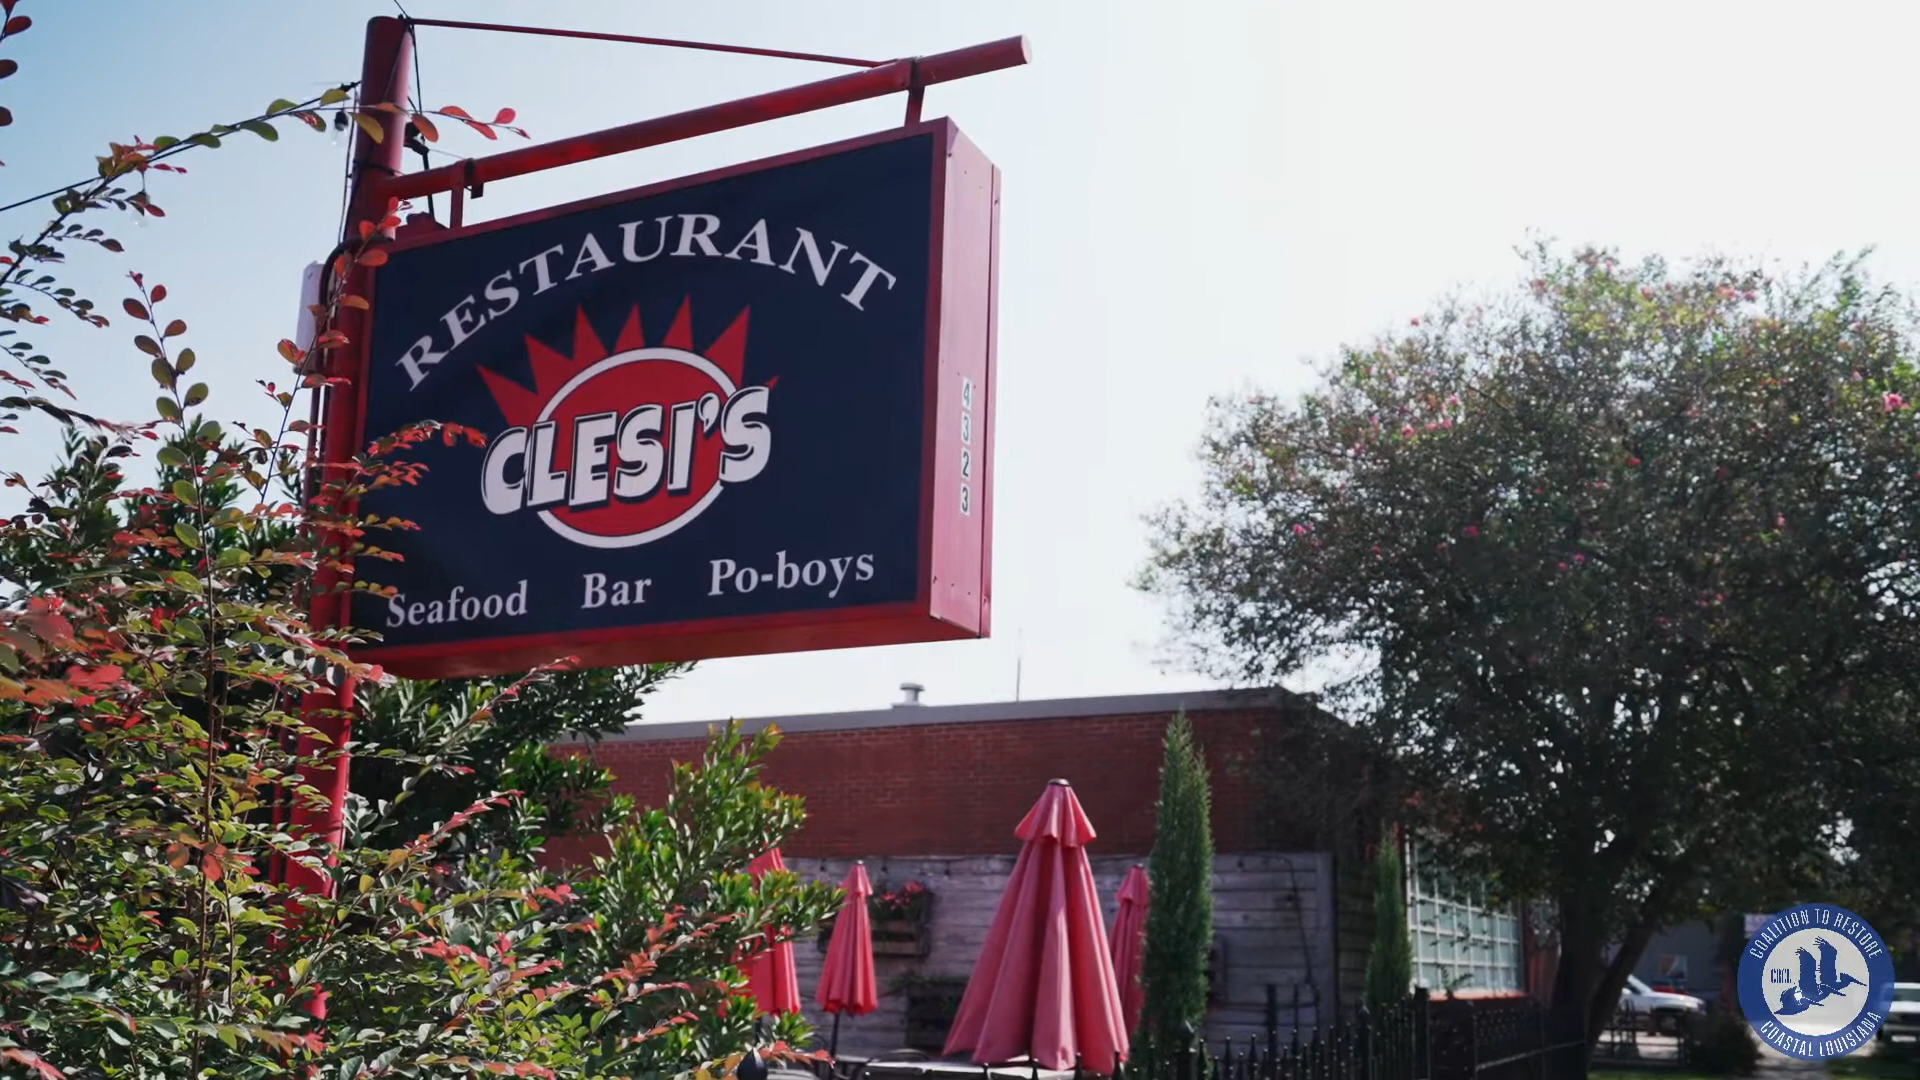 RESTAURANT
CLESI'S
Seafood Bar Po-boys
4323
COALITION TO RESTORE
CRCL
COASTAL LOUISIANA